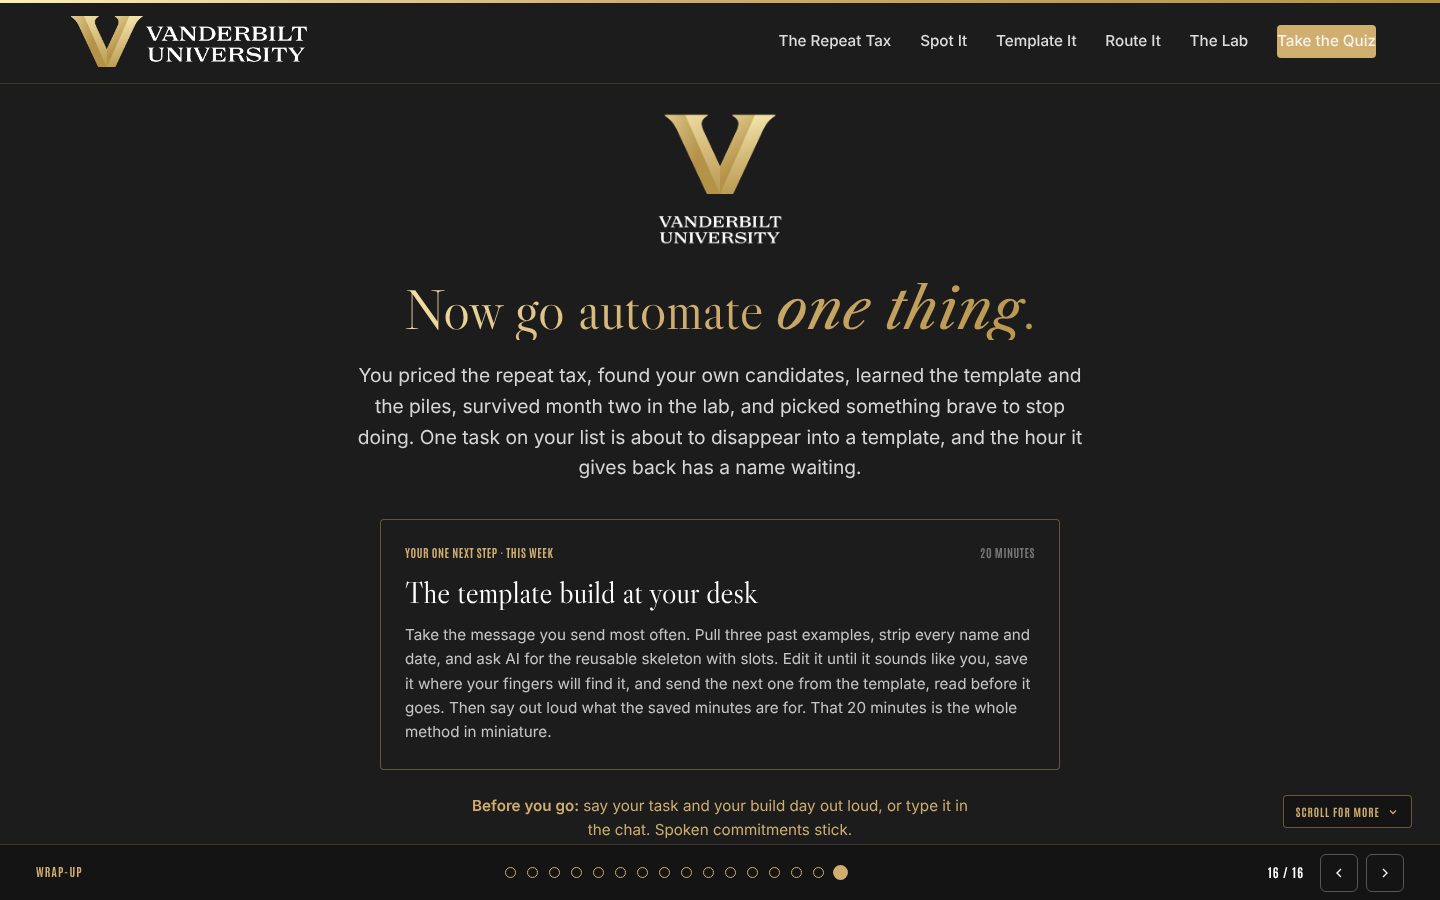 VANDERBILT
UNIVERSITY
The Repeat Tax
Spot It
Template It
Route It
The Lab
Take the Quiz
VANDERBILT
UNIVERSITY
Now go automate one thing.
You priced the repeat tax, found your own candidates, learned the template and
the piles, survived month two in the lab, and picked something brave to stop
doing. One task on your list is about to disappear into a template, and the hour it
gives back has a name waiting.
YOUR ONE NEXT STEP · THIS WEEK
20 MINUTES
The template build at your desk
Take the message you send most often. Pull three past examples, strip every name and
date, and ask AI for the reusable skeleton with slots. Edit it until it sounds like you, save
it where your fingers will find it, and send the next one from the template, read before it
goes. Then say out loud what the saved minutes are for. That 20 minutes is the whole
method in miniature.
Before you go: say your task and your build day out loud, or type it in
the chat. Spoken commitments stick.
SCROLL FOR MORE
WRAP-UP
16 / 16